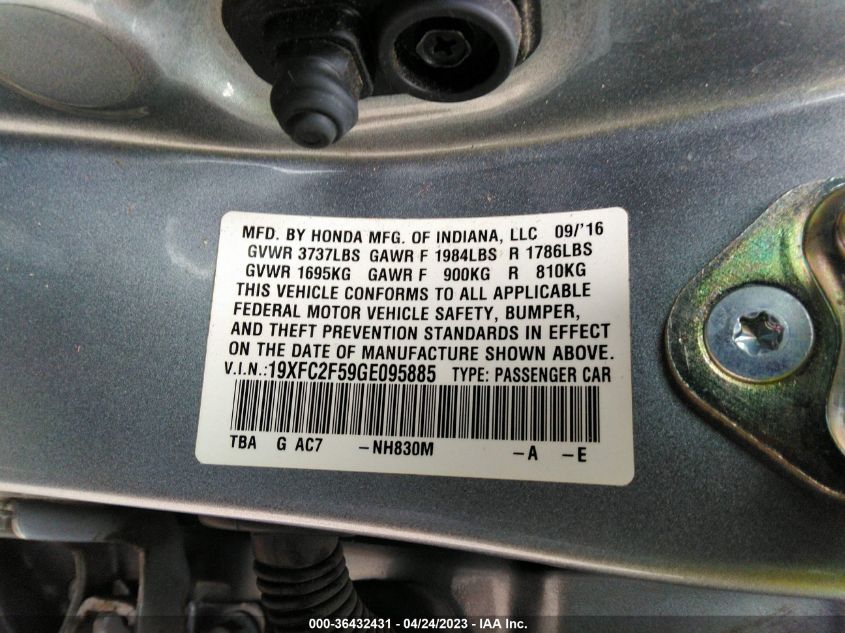 MFD. BY HONDA MFG. OF INDIANA, LLC 09/'16
GVWR 3737LBS GAWR F 1984LBS R 1786LBS
GVWR 1695KG GAWR F 900KG R 810KG
THIS VEHICLE CONFORMS TO ALL APPLICABLE
FEDERAL MOTOR VEHICLE SAFETY, BUMPER,
AND THEFT PREVENTION STANDARDS IN EFFECT
ON THE DATE OF MANUFACTURE SHOWN ABOVE.
V.I.N.:19XFC2F59GE095885 TYPE: PASSENGER CAR
TBA G AC7 -NH830M -A -E
000-36432431 - 04/24/2023 - IAA Inc.